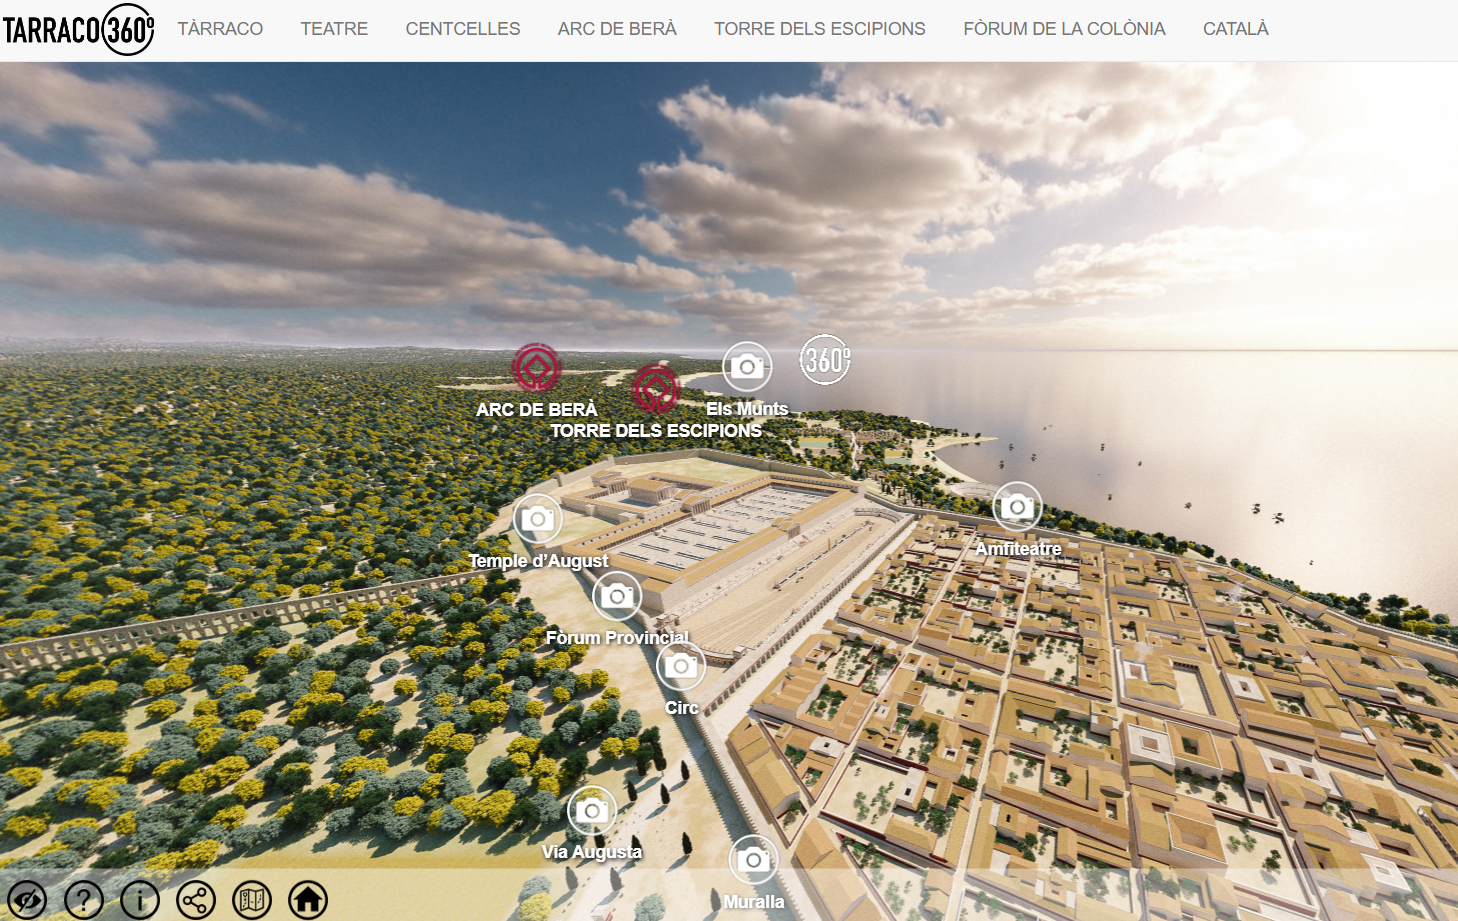 TARRACO 360º
TÀRRACO
TEATRE
CENTCELLES
ARC DE BERÀ
TORRE DELS ESCIPIONS
FÒRUM DE LA COLÒNIA
CATALÀ
360º
ARC DE BERÀ
Els Munts
TORRE DELS ESCIPIONS
Amfiteatre
Temple d’August
Fòrum Provincial
Circ
Via Augusta
Muralla